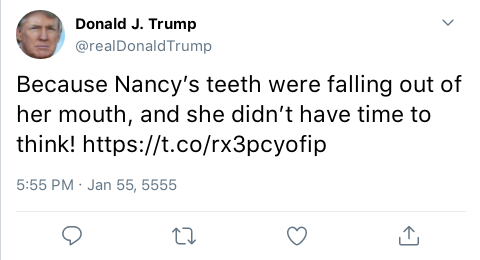 Donald J. Trump
@realDonaldTrump
Because Nancy’s teeth were falling out of
her mouth, and she didn’t have time to
think! https://t.co/rx3pcyofip
5:55 PM · Jan 55, 5555